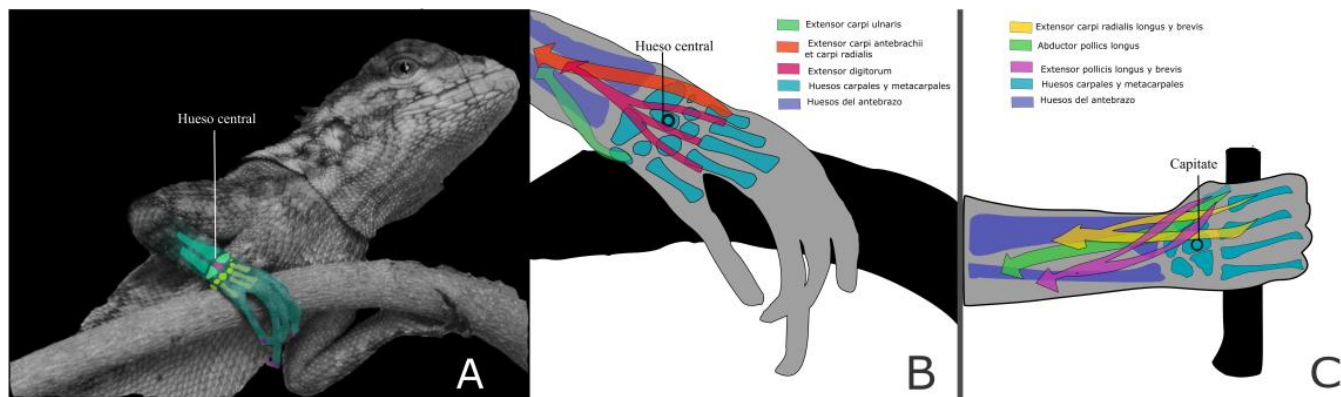 Hueso central
A
Hueso central
Extensor carpi ulnaris
Extensor carpi antebrachii
et carpi radialis
Extensor digitorum
Huesos carpales y metacarpales
Huesos del antebrazo
B
Extensor carpi radialis longus y brevis
Abductor pollics longus
Extensor pollicis longus y brevis
Huesos carpales y metacarpales
Huesos del antebrazo
Capitate
C